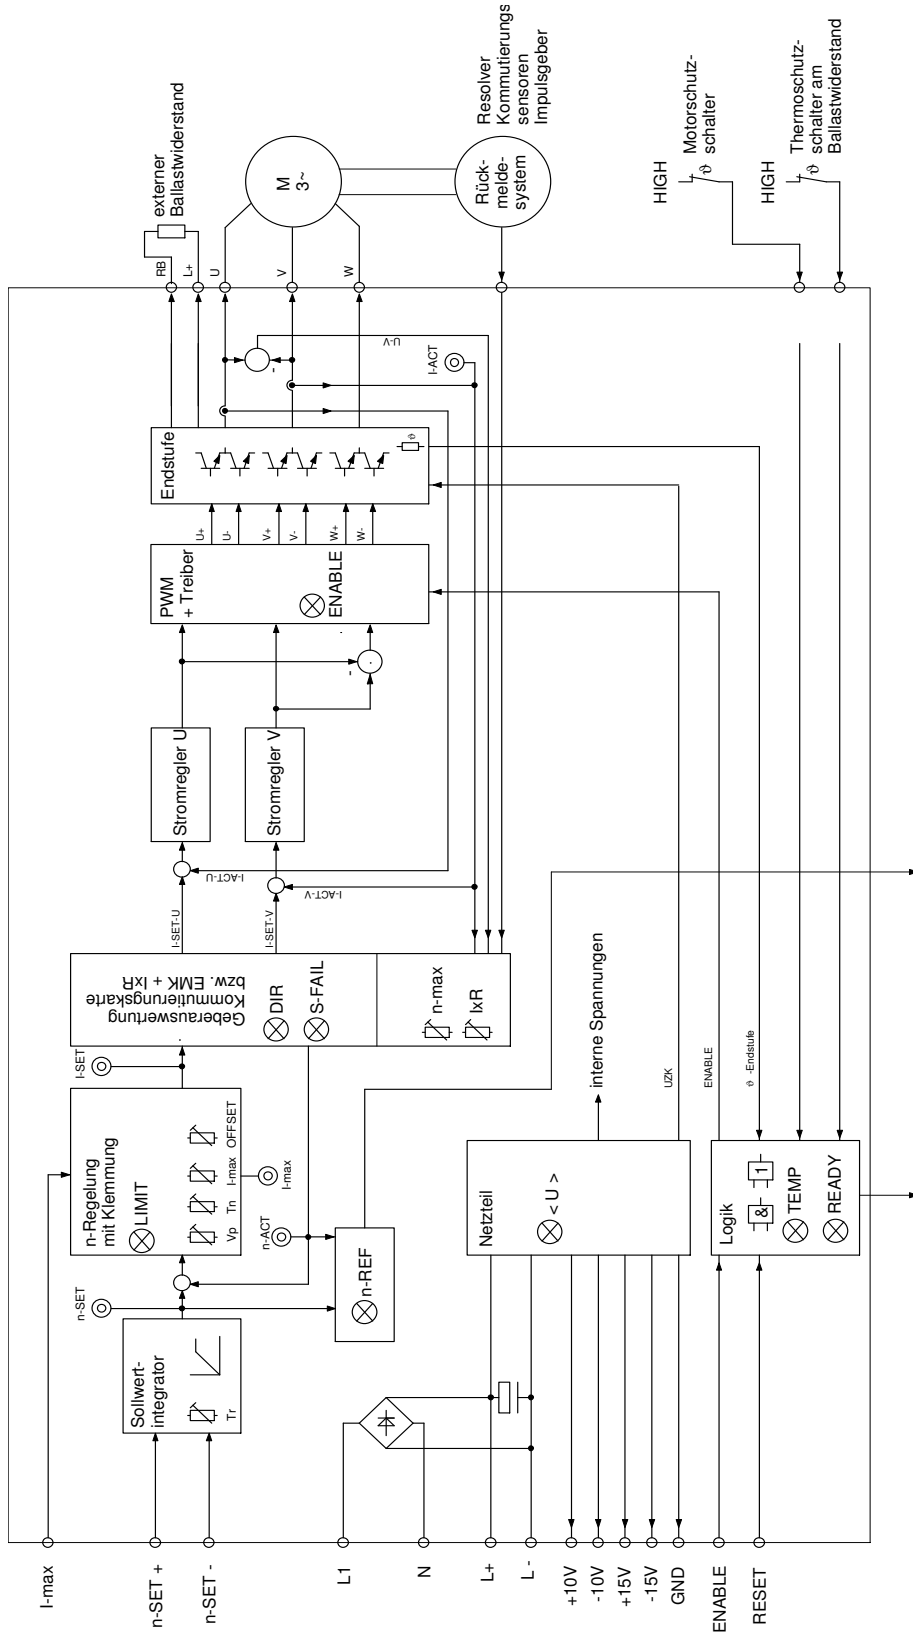 I-max
n-SET +
n-SET -
L1
N
L+
L -
+10V
-10V
+15V
-15V
GND
ENABLE
RESET
Sollwert-
integrator
Tr
n-SET
n-Regelung
mit Klemmung
LIMIT
Vp
Tn
I-max
OFFSET
I-max
n-ACT
n-REF
I-SET
Geberauswertung
Kommutierungskarte
bzw. EMK + IxR
DIR
S-FAIL
n-max
IxR
Netzteil
< U >
interne Spannungen
UZK
Logik
&
1
TEMP
READY
ENABLE
ϑ -Endstufe
I-SET-U
I-SET-V
I-ACT-U
I-ACT-V
Stromregler U
Stromregler V
-
PWM
+ Treiber
ENABLE
U+
U-
V+
V-
W+
W-
Endstufe
ϑ
-
U-V
I-ACT
RB
L+
U
V
W
externer
Ballastwiderstand
M
3~
Rück-
melde-
system
Resolver
Kommutierungs
sensoren
Impulsgeber
HIGH
ϑ
Motorschutz-
schalter
HIGH
ϑ
Thermoschutz-
schalter am
Ballastwiderstand